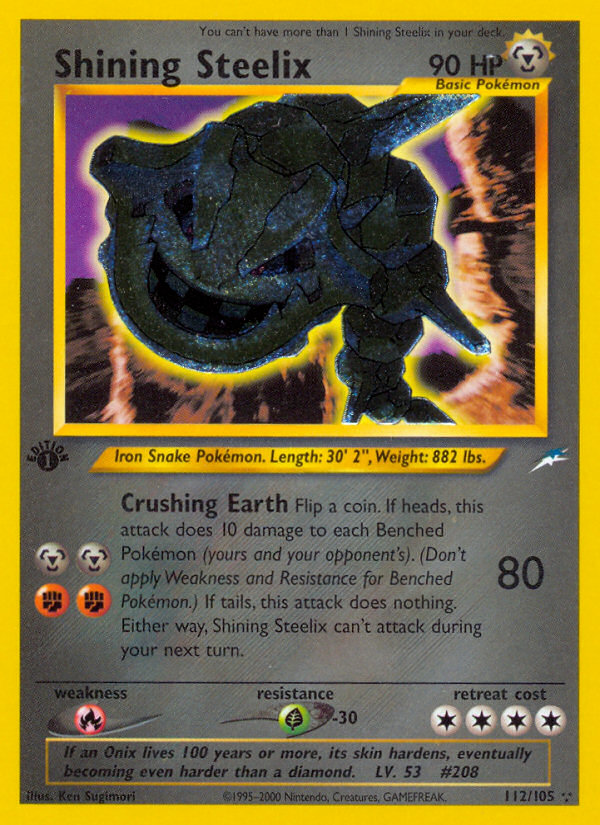 You can't have more than 1 Shining Steelix in your deck.
Shining Steelix 90 HP
Basic Pokémon
EDITION 1
Iron Snake Pokémon. Length: 30' 2", Weight: 882 lbs.
Crushing Earth Flip a coin. If heads, this
attack does 10 damage to each Benched
Pokémon (yours and your opponent's). (Don't
apply Weakness and Resistance for Benched
Pokémon.) If tails, this attack does nothing.
Either way, Shining Steelix can't attack during
your next turn.
80
weakness resistance retreat cost
-30
If an Onix lives 100 years or more, its skin hardens, eventually
becoming even harder than a diamond. LV. 53 #208
illus. Ken Sugimori ©1995-2000 Nintendo, Creatures, GAMEFREAK. 112/105